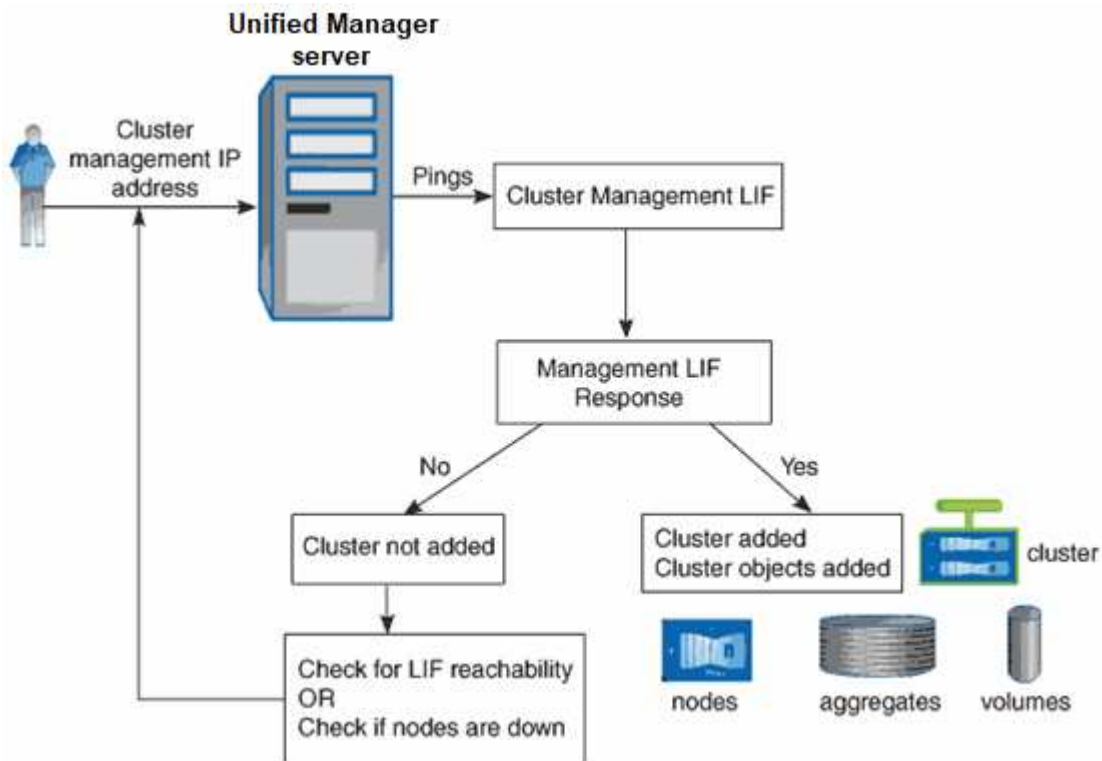 Unified Manager
server
Cluster
management IP
address
Pings
Cluster Management LIF
Management LIF
Response
No
Yes
Cluster not added
Cluster added
Cluster objects added
cluster
Check for LIF reachability
OR
Check if nodes are down
nodes
aggregates
volumes